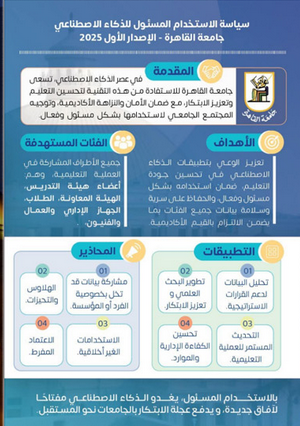 سياسة الاستخدام المسئول للذكاء الاصطناعي
جامعة القاهرة - الإصدار الأول 2025
المقدمة
في عصر الذكاء الاصطناعي، تسعى
جامعة القاهرة للاستفادة من هذه التقنية لتحسين التعليم
وتعزيز الابتكار، مع ضمان الأمان والنزاهة الأكاديمية، وتوجيه
المجتمع الجامعي لاستخدامها بشكل مسئول وفعال
جامعة القاهرة
الأهداف
تعزيز الوعي بتطبيقات الذكاء
الاصطناعي في تحسين جودة
التعليم، ضمان استخدامه بشكل
مسئول وفعال، والحفاظ على سرية
وسلامة بيانات جميع الفئات بما
يضمن الالتزام بالقيم الأكاديمية.
الفئات المستهدفة
جميع الأطراف المشاركة في
العملية التعليمية، وهم:
أعضاء هيئة التدريس،
الهيئة المعاونة، الطلاب،
الجهاز الإداري والعمال
والفنيون.
التطبيقات
01
تحليل البيانات
لدعم القرارات
الاستراتيجية.
02
تطوير البحث
العلمي و
تعزيز الابتكار.
03
التحديث
المستمر للعملية
التعليمية.
04
تحسين
الكفاءة الإدارية
والموارد.
المحاذير
01
مشاركة بيانات قد
تخل بخصوصية
الفرد أو المؤسسة.
02
الهلاوس
والتحيزات.
03
الاستخدامات
الغير أخلاقية.
04
الاعتماد
المفرط.
بالاستخدام المسئول، يغدو الذكاء الاصطناعي مفتاحًا
لآفاق جديدة، ويدفع عجلة الابتكار بالجامعات نحو المستقبل.